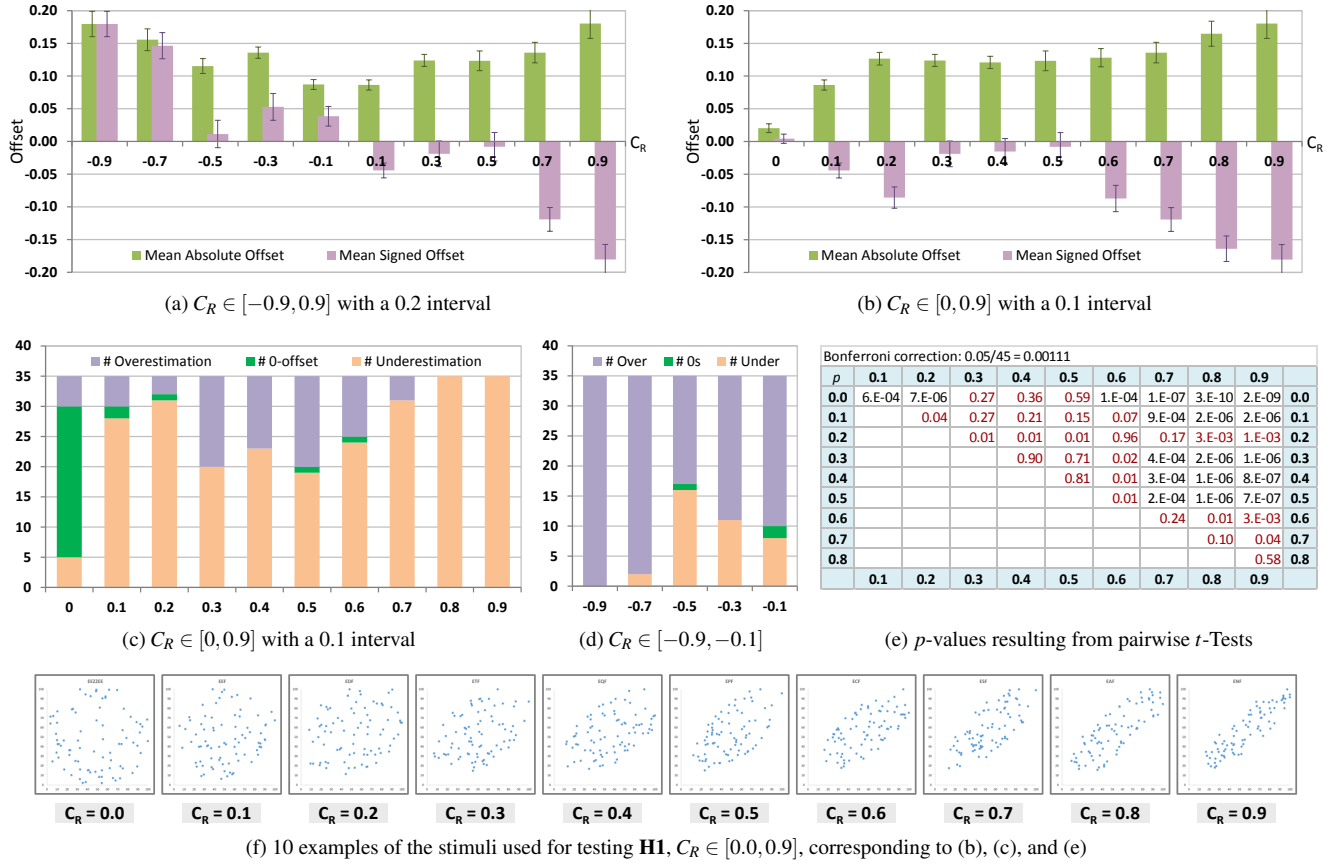 0.20
0.15
0.10
0.05
0.00
-0.05
-0.10
-0.15
-0.20
Offset
-0.9 -0.7 -0.5 -0.3 -0.1 0.1 0.3 0.5 0.7 0.9
C_R
Mean Absolute Offset Mean Signed Offset
(a) C_R ∈ [−0.9, 0.9] with a 0.2 interval
0.20
0.15
0.10
0.05
0.00
-0.05
-0.10
-0.15
-0.20
Offset
0 0.1 0.2 0.3 0.4 0.5 0.6 0.7 0.8 0.9
C_R
Mean Absolute Offset Mean Signed Offset
(b) C_R ∈ [0, 0.9] with a 0.1 interval
40
35
30
25
20
15
10
5
0
# Overestimation # 0-offset # Underestimation
0 0.1 0.2 0.3 0.4 0.5 0.6 0.7 0.8 0.9
(c) C_R ∈ [0, 0.9] with a 0.1 interval
40
35
30
25
20
15
10
5
0
# Over # 0s # Under
-0.9 -0.7 -0.5 -0.3 -0.1
(d) C_R ∈ [−0.9, −0.1]
Bonferroni correction: 0.05/45 = 0.00111
p 0.1 0.2 0.3 0.4 0.5 0.6 0.7 0.8 0.9
0.0 6.E-04 7.E-06 0.27 0.36 0.59 1.E-04 1.E-07 3.E-10 2.E-09 0.0
0.1 0.04 0.27 0.21 0.15 0.07 9.E-04 2.E-06 2.E-06 0.1
0.2 0.01 0.01 0.01 0.96 0.17 3.E-03 1.E-03 0.2
0.3 0.90 0.71 0.02 4.E-04 2.E-06 1.E-06 0.3
0.4 0.81 0.01 3.E-04 1.E-06 8.E-07 0.4
0.5 0.01 2.E-04 1.E-06 7.E-07 0.5
0.6 0.24 0.01 3.E-03 0.6
0.7 0.10 0.04 0.7
0.8 0.58 0.8
0.1 0.2 0.3 0.4 0.5 0.6 0.7 0.8 0.9
(e) p-values resulting from pairwise t-Tests
EEF EDF ETF EQF EPF ECF ESF EAF ENF
C_R = 0.0 C_R = 0.1 C_R = 0.2 C_R = 0.3 C_R = 0.4 C_R = 0.5 C_R = 0.6 C_R = 0.7 C_R = 0.8 C_R = 0.9
(f) 10 examples of the stimuli used for testing H1, C_R ∈ [0.0, 0.9], corresponding to (b), (c), and (e)